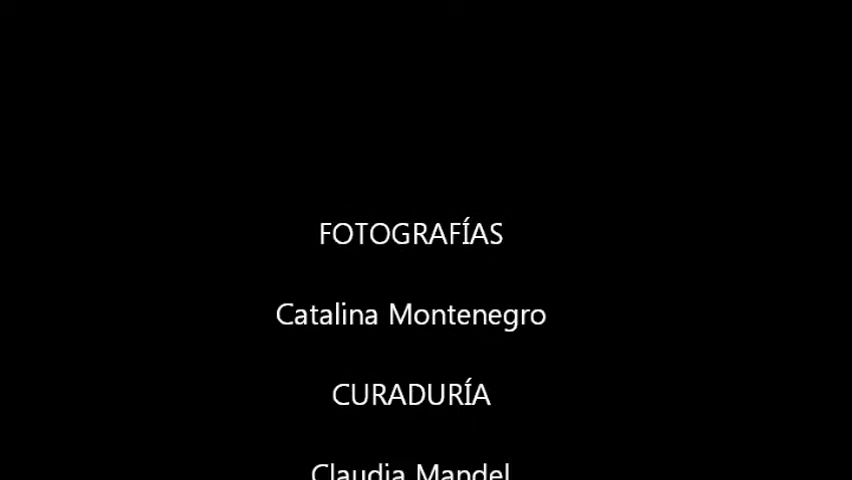 FOTOGRAFÍAS
Catalina Montenegro
CURADURÍA
Claudia Mandel